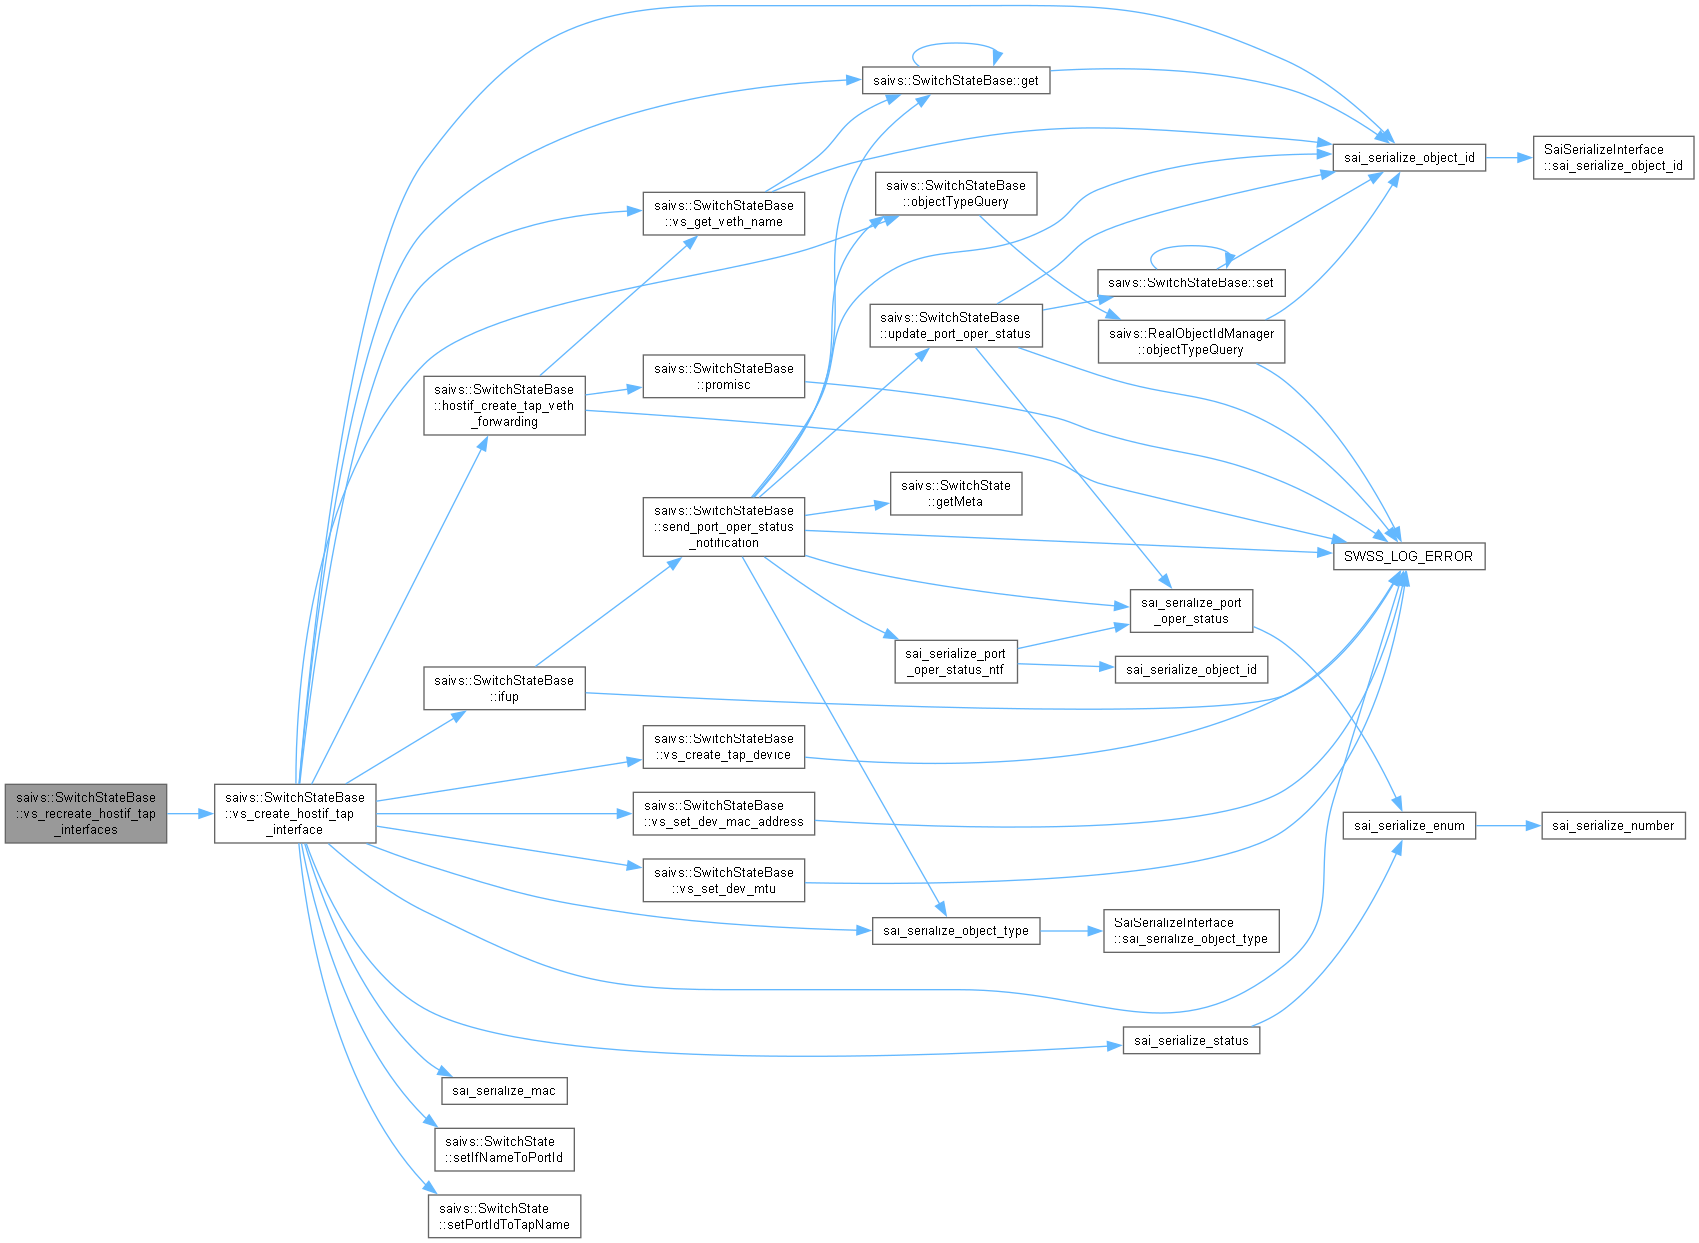 saivs::SwitchStateBase
::vs_recreate_hostif_tap
_interfaces
saivs::SwitchStateBase
::vs_create_hostif_tap
_interface
saivs::SwitchStateBase
::hostif_create_tap_veth
_forwarding
saivs::SwitchStateBase
::ifup
sai_serialize_mac
saivs::SwitchState
::setIfNameToPortId
saivs::SwitchState
::setPortIdToTapName
saivs::SwitchStateBase
::vs_get_veth_name
saivs::SwitchStateBase
::promisc
saivs::SwitchStateBase
::send_port_oper_status
_notification
saivs::SwitchStateBase
::vs_create_tap_device
saivs::SwitchStateBase
::vs_set_dev_mac_address
saivs::SwitchStateBase
::vs_set_dev_mtu
saivs::SwitchStateBase::get
saivs::SwitchStateBase
::objectTypeQuery
saivs::SwitchStateBase
::update_port_oper_status
saivs::SwitchState
::getMeta
sai_serialize_port
_oper_status_ntf
sai_serialize_object_type
saivs::SwitchStateBase::set
saivs::RealObjectIdManager
::objectTypeQuery
sai_serialize_port
_oper_status
sai_serialize_object_id
SaiSerializeInterface
::sai_serialize_object_type
sai_serialize_status
sai_serialize_object_id
SWSS_LOG_ERROR
sai_serialize_enum
SaiSerializeInterface
::sai_serialize_object_id
sai_serialize_number